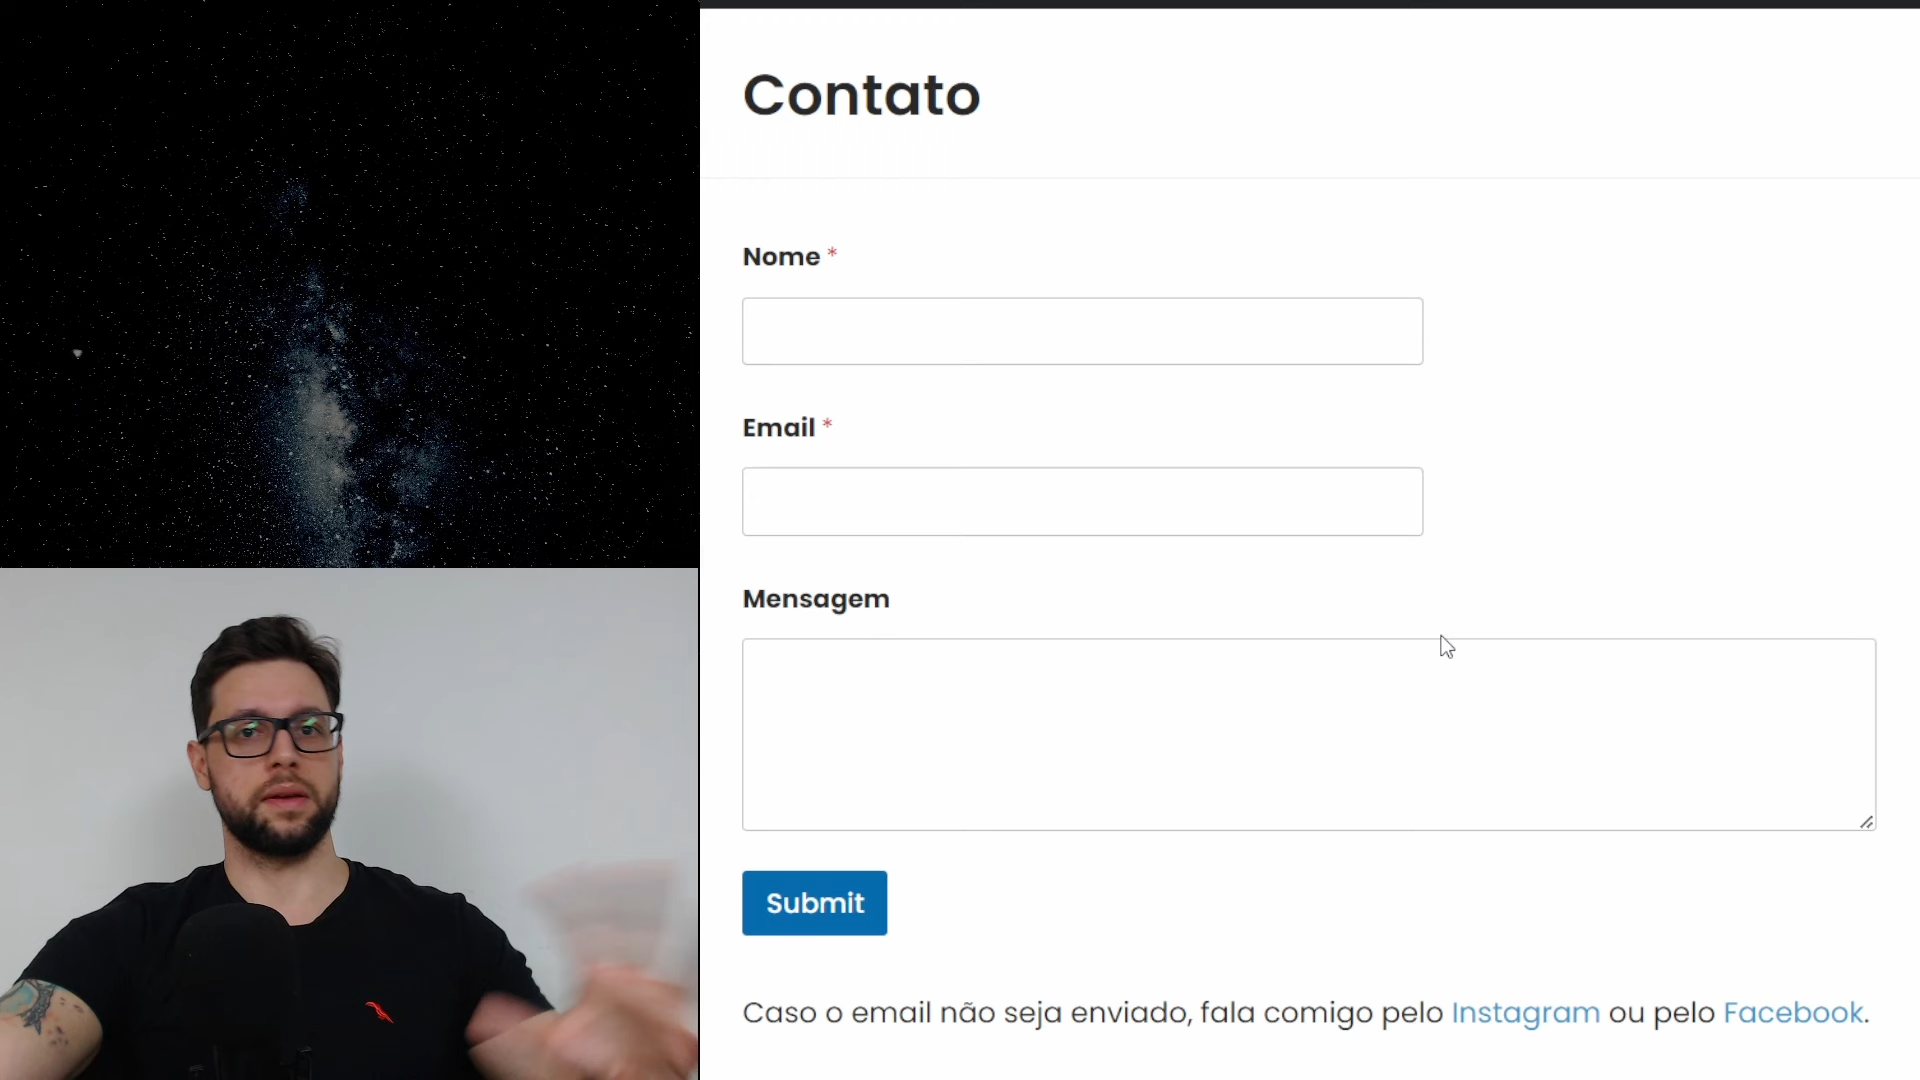 Contato
Nome *
Email *
Mensagem
Submit
Caso o email não seja enviado, fala comigo pelo Instagram ou pelo Facebook.